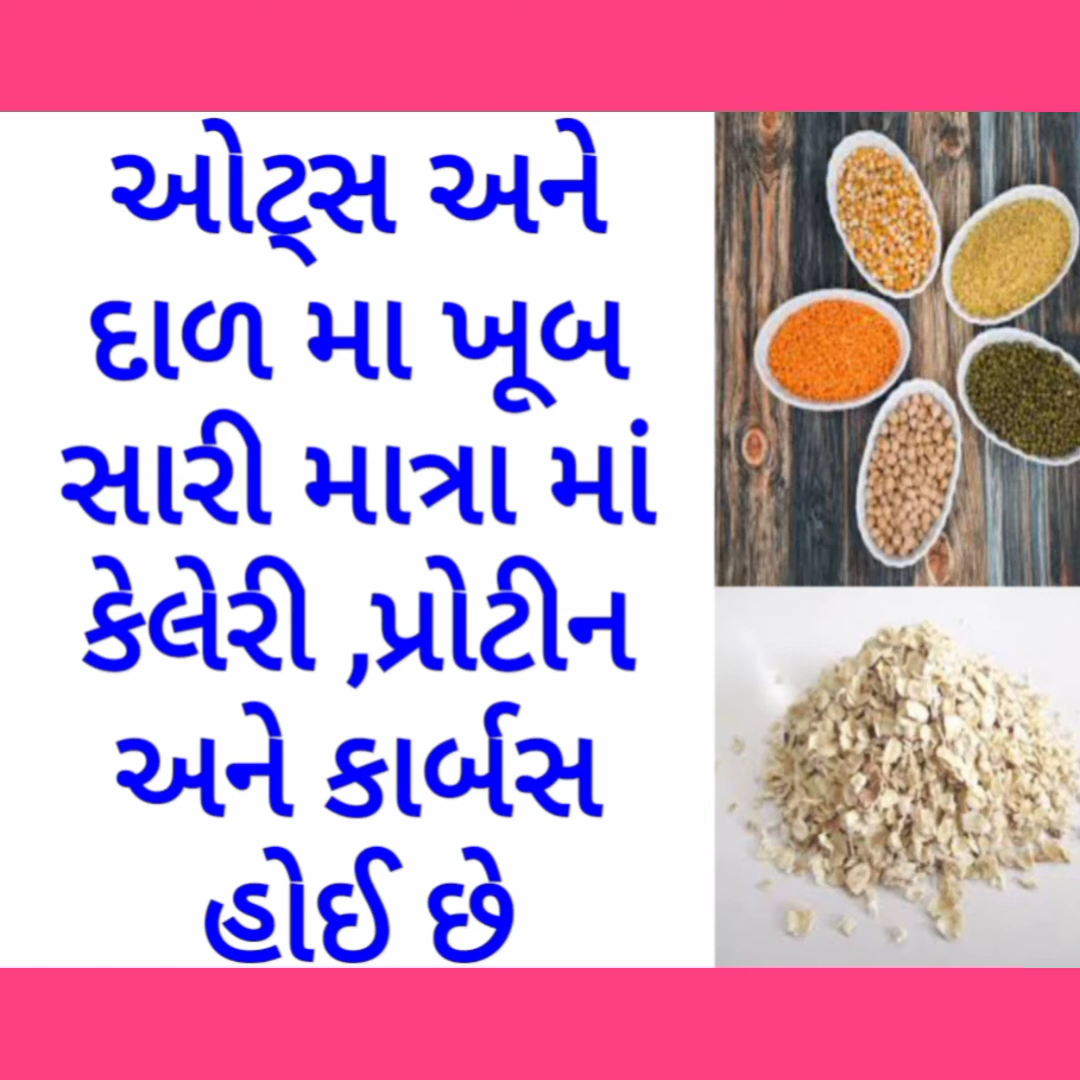 ઓટ્સ અને
દાળ મા ખૂબ
સારી માત્રા માં
કેલેરી ,પ્રોટીન
અને કાર્બસ
હોઈ છે